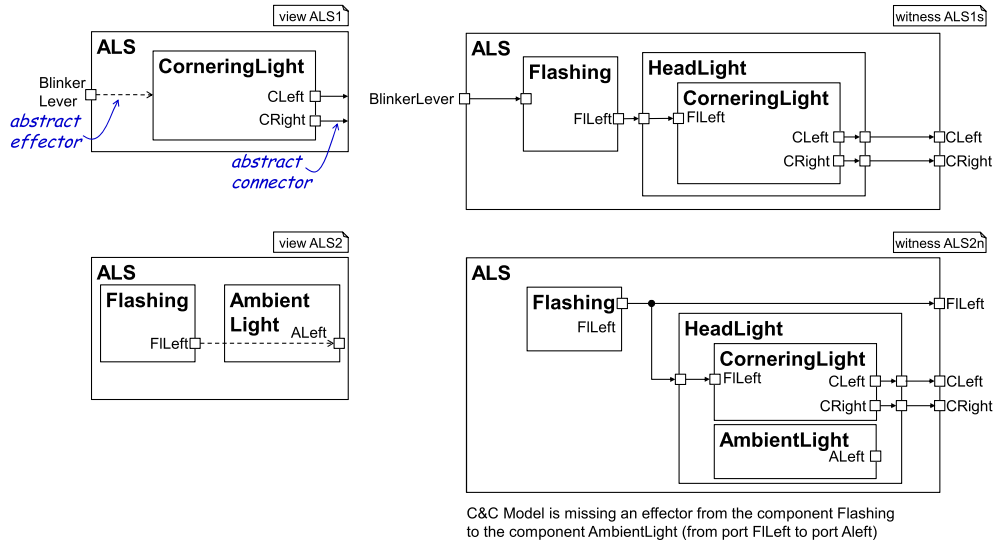 view ALS1
ALS
CorneringLight
Blinker
Lever
CLeft
CRight
abstract
effector
abstract
connector
witness ALS1s
ALS
Flashing
HeadLight
CorneringLight
BlinkerLever
FlLeft
FlLeft
CLeft
CLeft
CRight
CRight
view ALS2
ALS
Flashing
Ambient
Light
ALeft
FlLeft
witness ALS2n
ALS
Flashing
FlLeft
FlLeft
HeadLight
CorneringLight
FlLeft
CLeft
CLeft
CRight
CRight
AmbientLight
ALeft
C&C Model is missing an effector from the component Flashing
to the component AmbientLight (from port FlLeft to port Aleft)